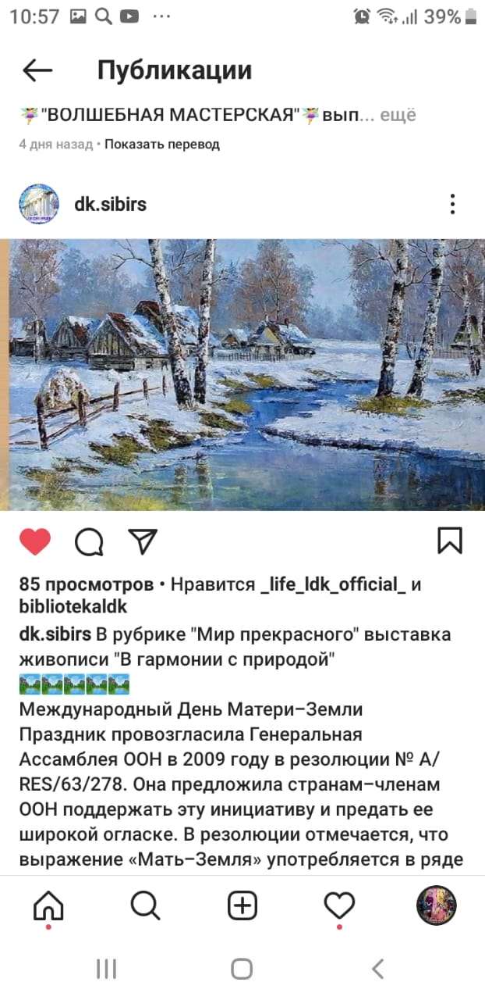 10:57 ... 39%
Публикации
"ВОЛШЕБНАЯ МАСТЕРСКАЯ" вып... ещё
4 дня назад • Показать перевод
dk.sibirs
85 просмотров • Нравится _life_ldk_official_ и
bibliotekaldk
dk.sibirs В рубрике "Мир прекрасного" выставка
живописи "В гармонии с природой"
Международный День Матери–Земли
Праздник провозгласила Генеральная
Ассамблея ООН в 2009 году в резолюции № A/
RES/63/278. Она предложила странам–членам
ООН поддержать эту инициативу и предать ее
широкой огласке. В резолюции отмечается, что
выражение «Мать–Земля» употребляется в ряде